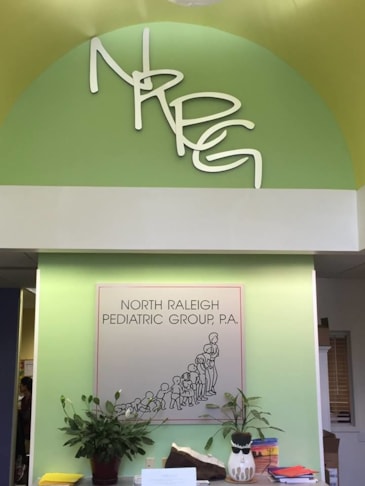 NRPG
NORTH RALEIGH
PEDIATRIC GROUP, P.A.